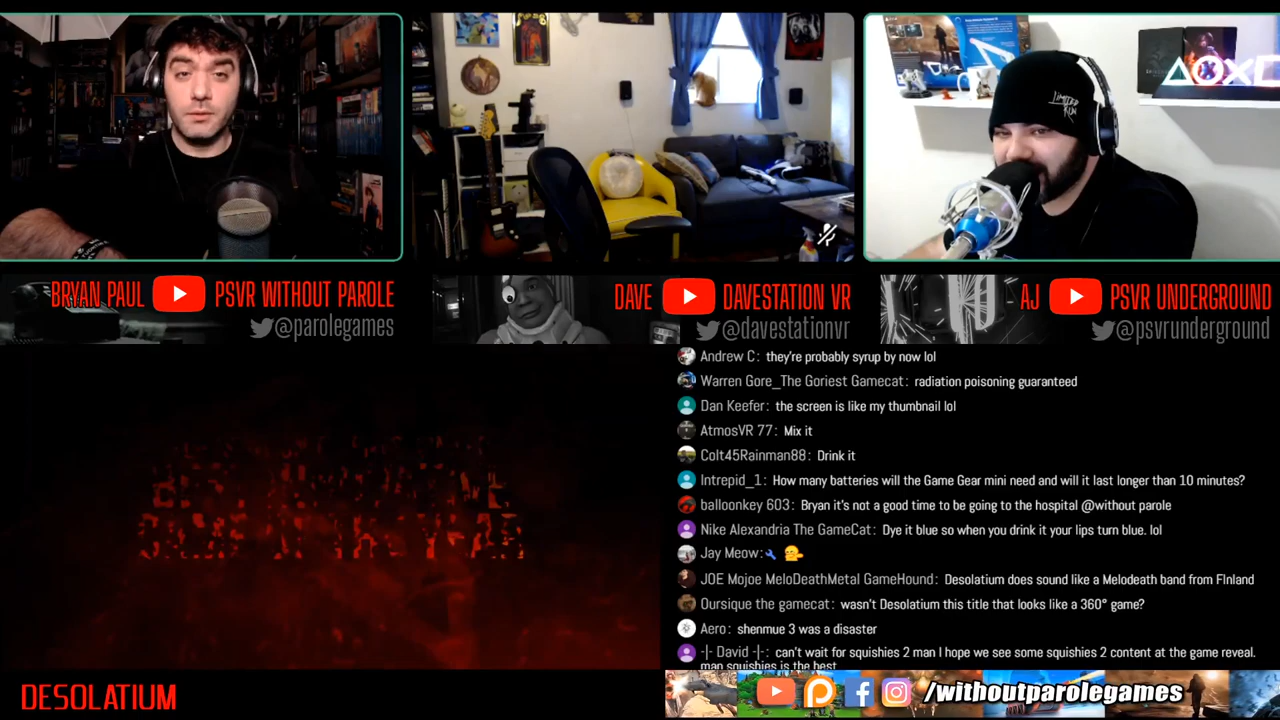 LIMITED
RUN
BRYAN PAUL PSVR WITHOUT PAROLE
@parolegames
DAVE DAVESTATION VR
@davestationvr
AJ PSVR UNDERGROUND
@psvrunderground
Andrew C: they're probably syrup by now lol
Warren Gore_The Goriest Gamecat: radiation poisoning guaranteed
Dan Keefer: the screen is like my thumbnail lol
AtmosVR 77: Mix it
Colt45Rainman88: Drink it
Intrepid_1: How many batteries will the Game Gear mini need and will it last longer than 10 minutes?
balloonkey 603: Bryan it's not a good time to be going to the hospital @without parole
Nike Alexandria The GameCat: Dye it blue so when you drink it your lips turn blue. lol
Jay Meow:
JOE Mojoe MeloDeathMetal GameHound: Desolatium does sound like a Melodeath band from FInland
Oursique the gamecat: wasn't Desolatium this title that looks like a 360° game?
Aero: shenmue 3 was a disaster
-|- David -|-: can't wait for squishies 2 man I hope we see some squishies 2 content at the game reveal.
man squishies is the best
DESOLATIUM
/withoutparolegames